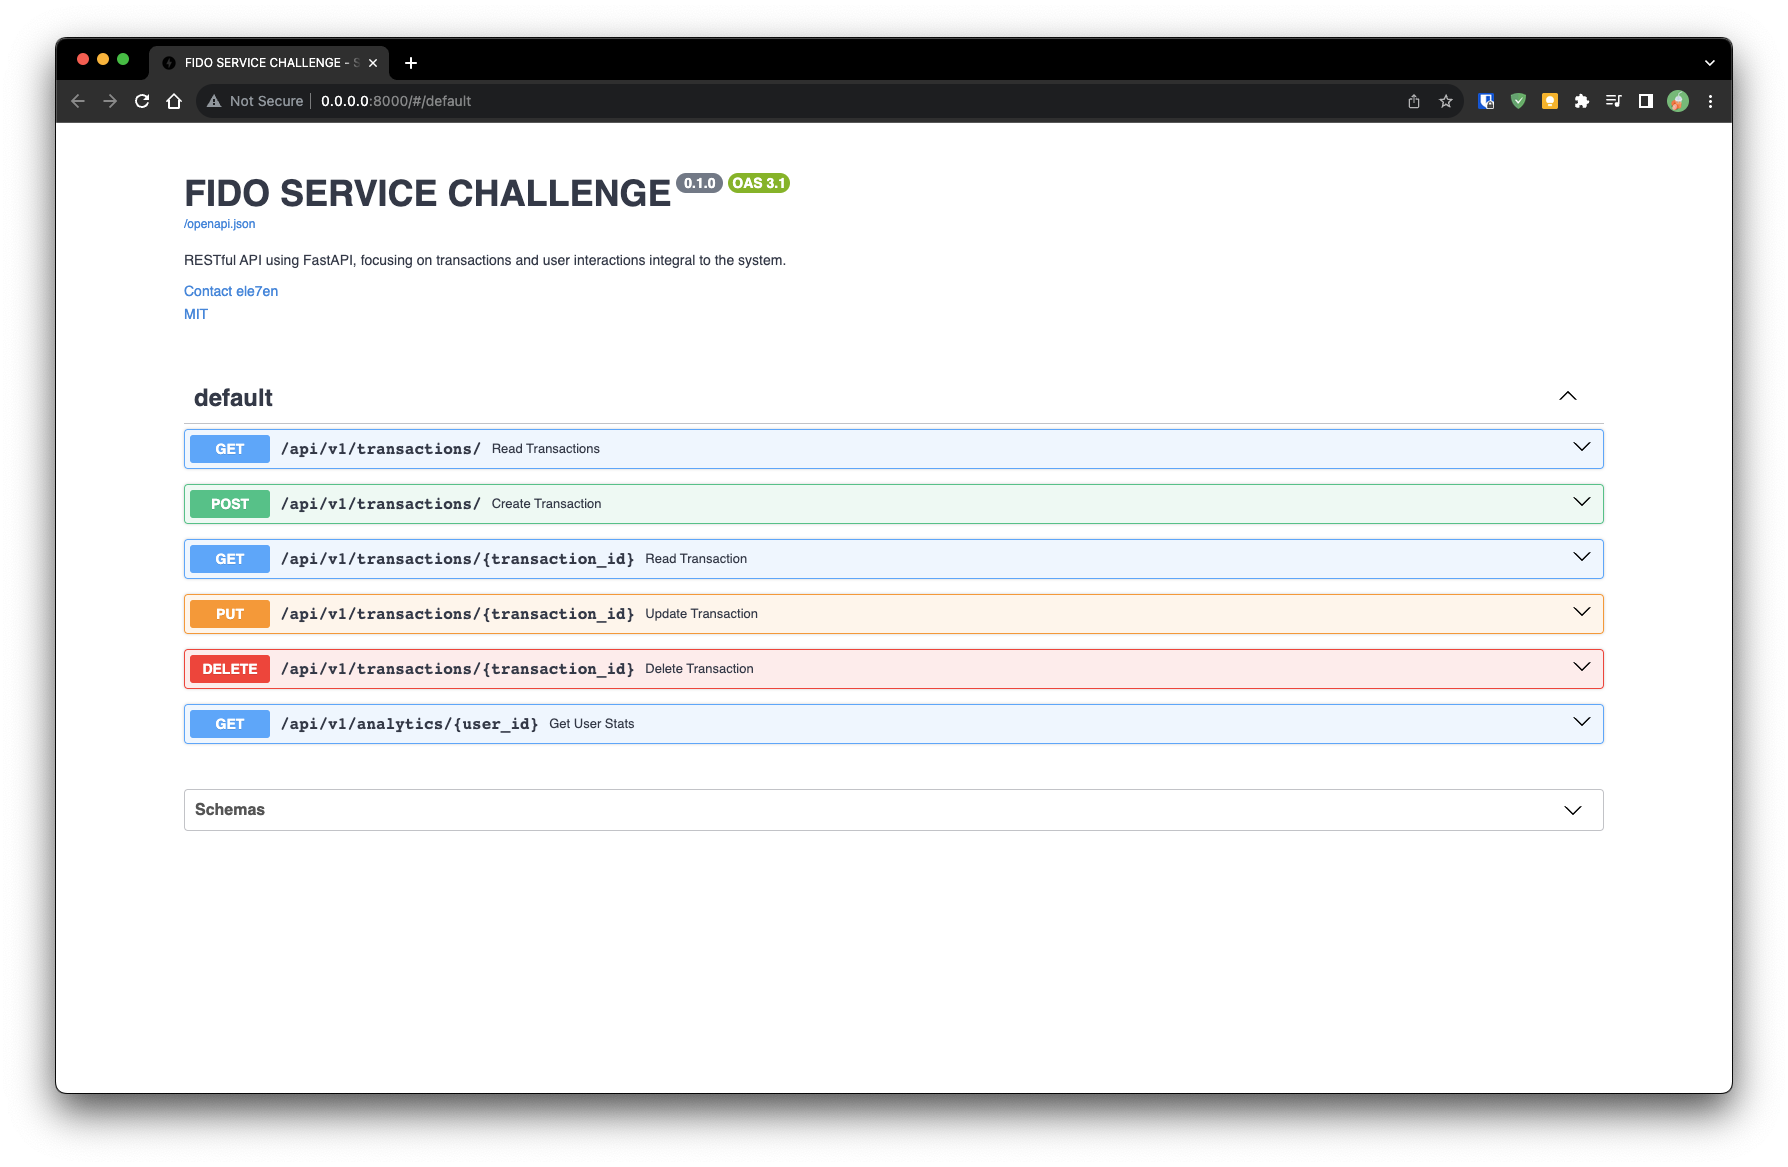 FIDO SERVICE CHALLENGE - S
Not Secure | 0.0.0.0:8000/#/default
FIDO SERVICE CHALLENGE 0.1.0 OAS 3.1
/openapi.json
RESTful API using FastAPI, focusing on transactions and user interactions integral to the system.
Contact ele7en
MIT
default
GET /api/v1/transactions/ Read Transactions
POST /api/v1/transactions/ Create Transaction
GET /api/v1/transactions/{transaction_id} Read Transaction
PUT /api/v1/transactions/{transaction_id} Update Transaction
DELETE /api/v1/transactions/{transaction_id} Delete Transaction
GET /api/v1/analytics/{user_id} Get User Stats
Schemas